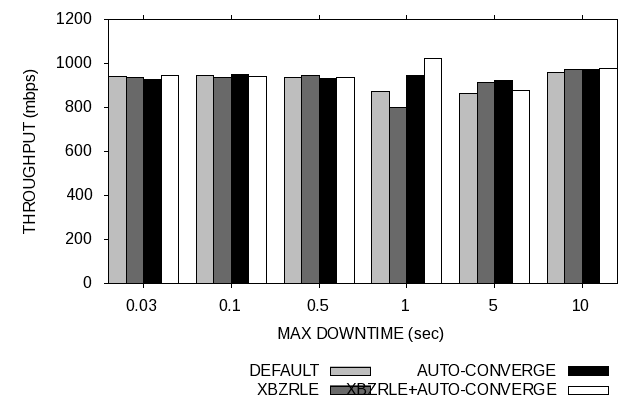 1200
1000
800
600
400
200
0
THROUGHPUT (mbps)
0.03 0.1 0.5 1 5 10
MAX DOWNTIME (sec)
DEFAULT AUTO-CONVERGE
XBZRLE XBZRLE+AUTO-CONVERGE